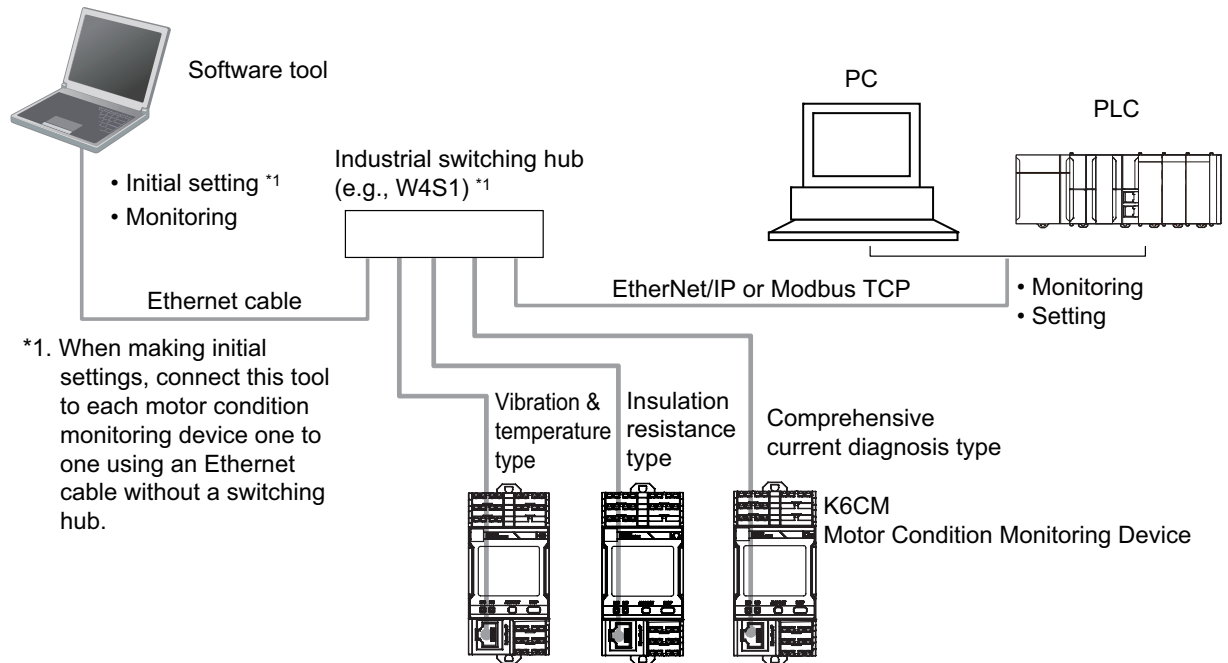 Software tool
PC
PLC
• Initial setting *1
• Monitoring
Industrial switching hub
(e.g., W4S1) *1
Ethernet cable
EtherNet/IP or Modbus TCP
• Monitoring
• Setting
*1. When making initial
settings, connect this tool
to each motor condition
monitoring device one to
one using an Ethernet
cable without a switching
hub.
Vibration &
temperature
type
Insulation
resistance
type
Comprehensive
current diagnosis type
K6CM
Motor Condition Monitoring Device